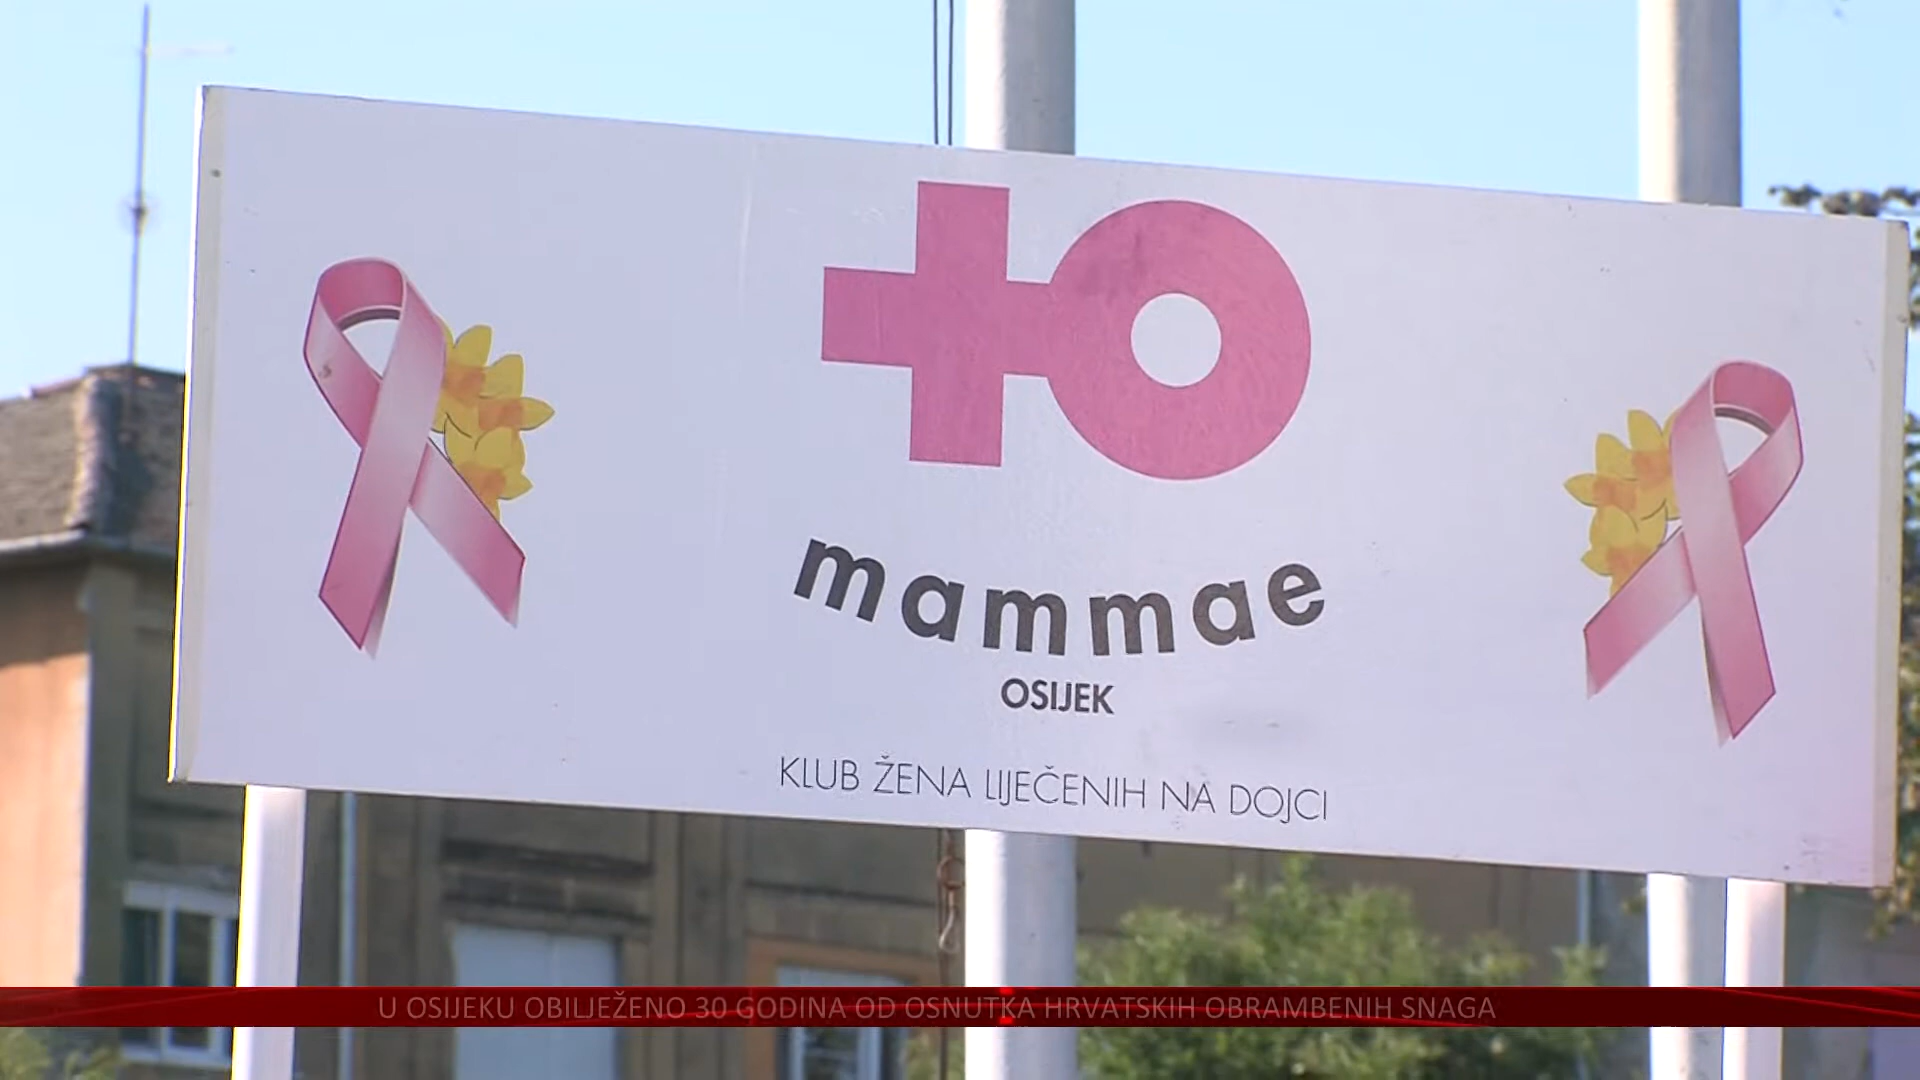 mammae
OSIJEK
KLUB ŽENA LIJEČENIH NA DOJCI
U OSIJEKU OBILJEŽENO 30 GODINA OD OSNUTKA HRVATSKIH OBRAMBENIH SNAGA